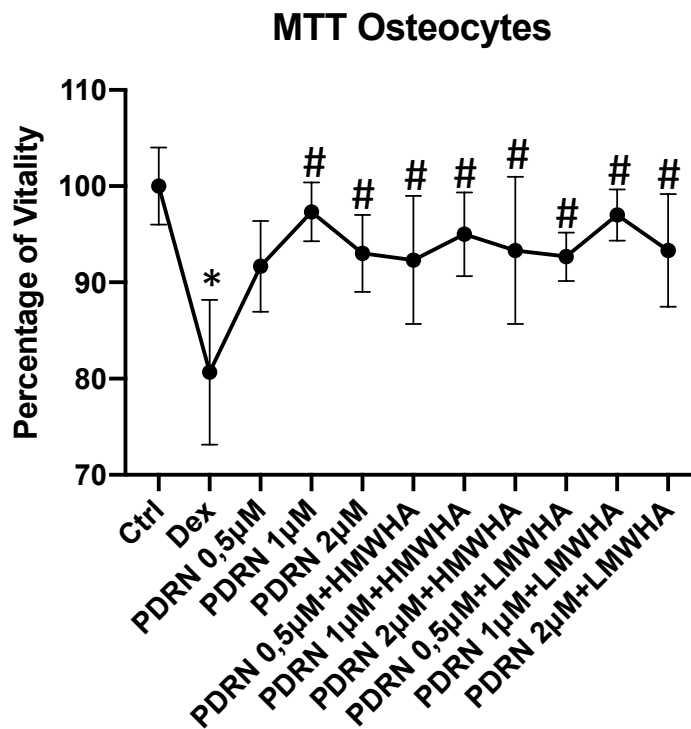 MTT Osteocytes
Percentage of Vitality
110
100
90
80
70
*
#
#
#
#
#
#
#
#
Ctrl
Dex
PDRN 0,5µM
PDRN 1µM
PDRN 2µM
PDRN 0,5µM+HMWHA
PDRN 1µM+HMWHA
PDRN 2µM+HMWHA
PDRN 0,5µM+LMWHA
PDRN 1µM+LMWHA
PDRN 2µM+LMWHA